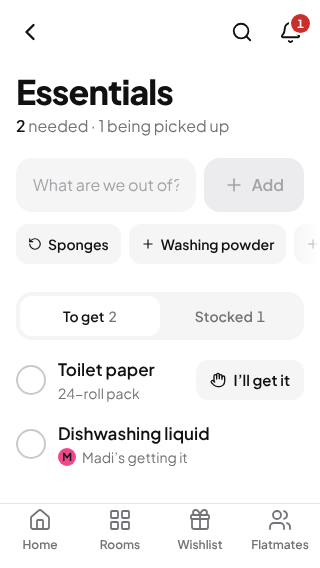 1
Essentials
2 needed · 1 being picked up
What are we out of?
Add
Sponges
Washing powder
To get 2
Stocked 1
Toilet paper
24-roll pack
I'll get it
Dishwashing liquid
M Madi's getting it
Home
Rooms
Wishlist
Flatmates